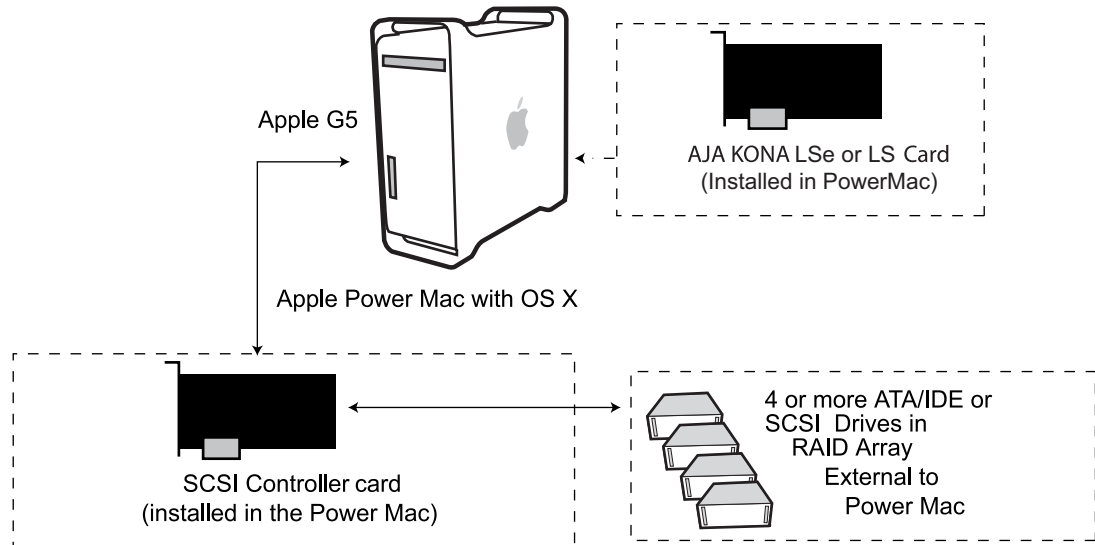 Apple G5
AJA KONA LSe or LS Card
(Installed in PowerMac)
Apple Power Mac with OS X
SCSI Controller card
(installed in the Power Mac)
4 or more ATA/IDE or
SCSI Drives in
RAID Array
External to
Power Mac